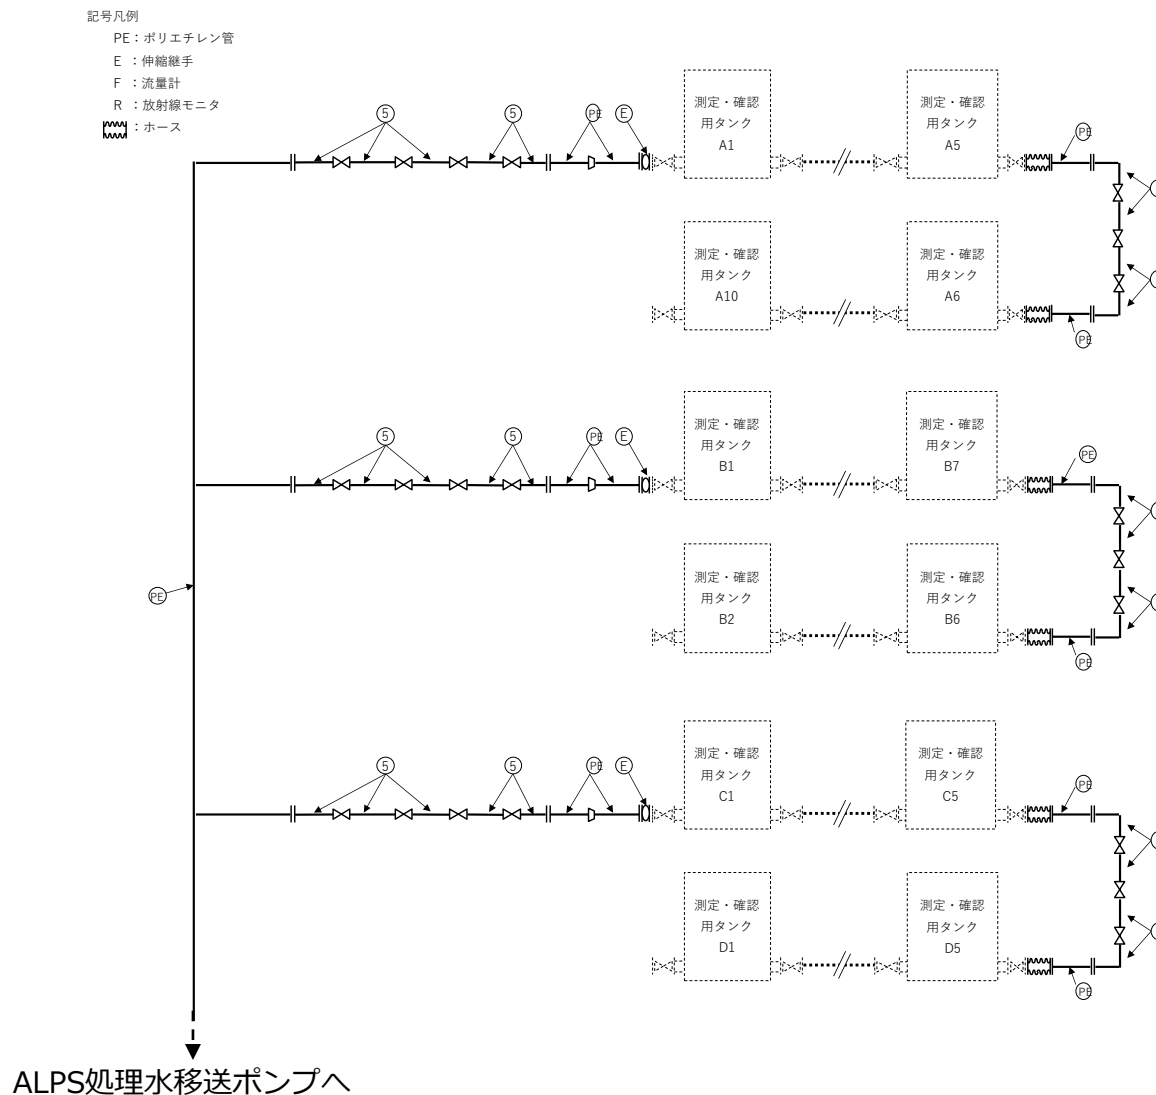 記号凡例
PE：ポリエチレン管
E ：伸縮継手
F ：流量計
R ：放射線モニタ
：ホース
5 5 PE E
測定・確認
用タンク
A1
測定・確認
用タンク
A5
PE
測定・確認
用タンク
A10
測定・確認
用タンク
A6
PE
5 5 PE E
測定・確認
用タンク
B1
測定・確認
用タンク
B7
PE
PE
測定・確認
用タンク
B2
測定・確認
用タンク
B6
PE
5 5 PE E
測定・確認
用タンク
C1
測定・確認
用タンク
C5
PE
測定・確認
用タンク
D1
測定・確認
用タンク
D5
PE
ALPS処理水移送ポンプへ